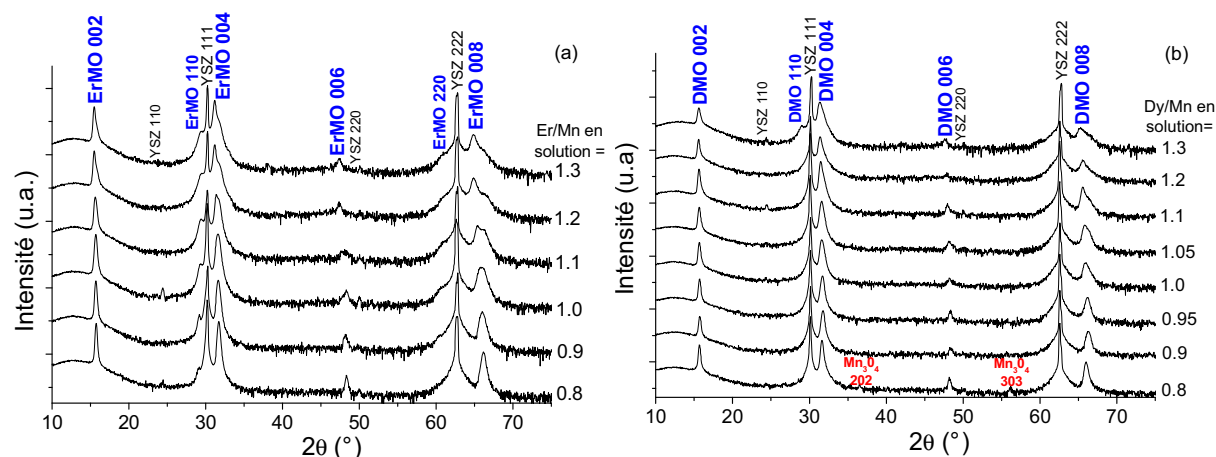 (a)
ErMO 002
YSZ 110
ErMO 110
YSZ 111
ErMO 004
ErMO 006
YSZ 220
ErMO 220
YSZ 222
ErMO 008
Er/Mn en
solution =
1.3
1.2
1.1
1.0
0.9
0.8
Intensité (u.a.)
10 20 30 40 50 60 70
2θ (°)
(b)
DMO 002
YSZ 110
DMO 110
YSZ 111
DMO 004
DMO 006
YSZ 220
YSZ 222
DMO 008
Dy/Mn en
solution=
1.3
1.2
1.1
1.05
1.0
0.95
0.9
0.8
Mn₃0₄
202
Mn₃0₄
303
Intensité (u.a)
10 20 30 40 50 60 70
2θ (°)